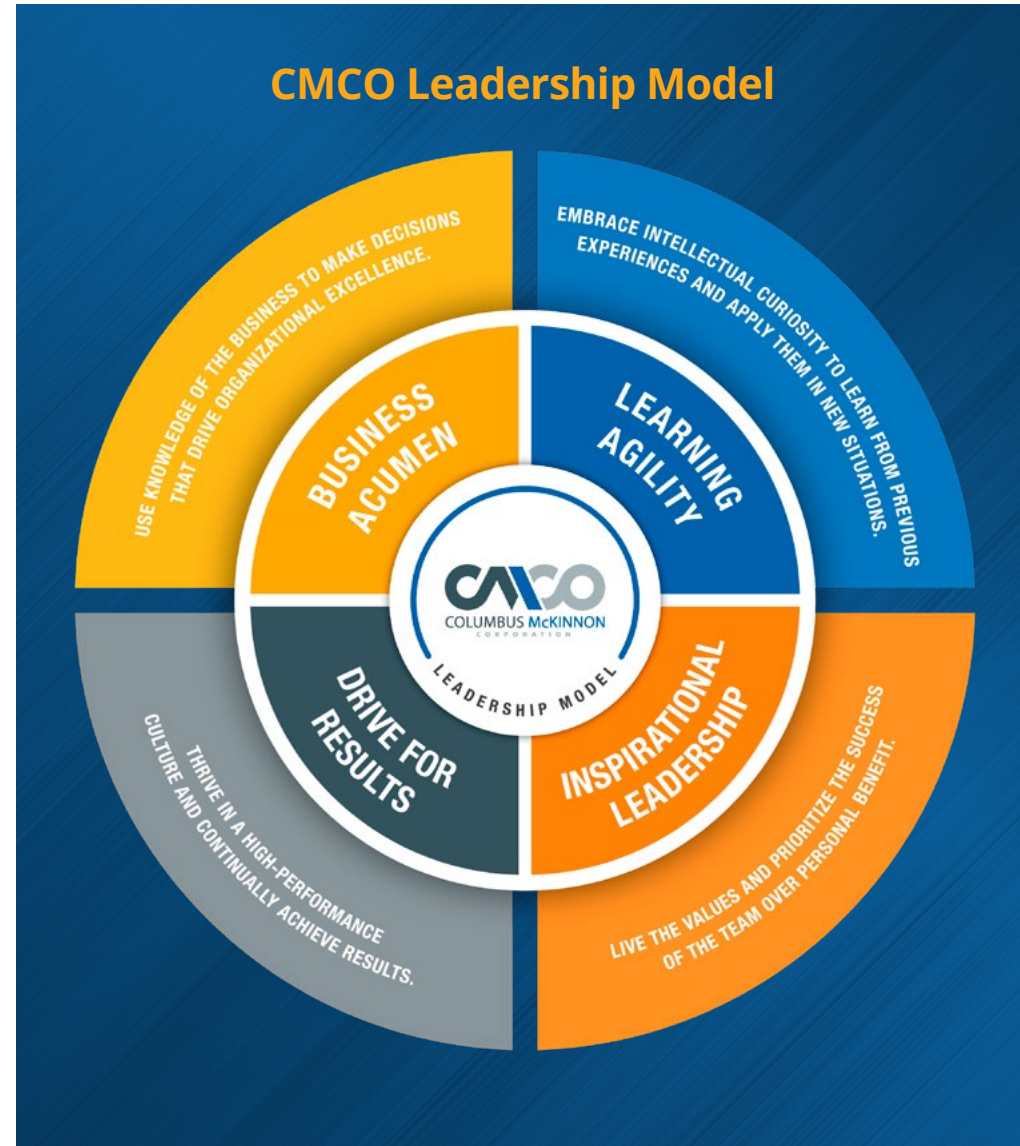 CMCO Leadership Model
USE KNOWLEDGE OF THE BUSINESS TO MAKE DECISIONS
THAT DRIVE ORGANIZATIONAL EXCELLENCE.
EMBRACE INTELLECTUAL CURIOSITY TO LEARN FROM PREVIOUS
EXPERIENCES AND APPLY THEM IN NEW SITUATIONS.
BUSINESS
ACUMEN
LEARNING
AGILITY
CMCO
COLUMBUS McKINNON
CORPORATION
LEADERSHIP MODEL
DRIVE FOR
RESULTS
INSPIRATIONAL
LEADERSHIP
THRIVE IN A HIGH-PERFORMANCE
CULTURE AND CONTINUALLY ACHIEVE RESULTS.
LIVE THE VALUES AND PRIORITIZE THE SUCCESS
OF THE TEAM OVER PERSONAL BENEFIT.